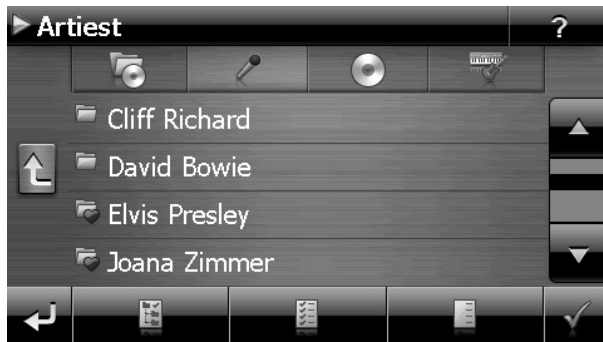 Artiest
?
Cliff Richard
David Bowie
Elvis Presley
Joana Zimmer